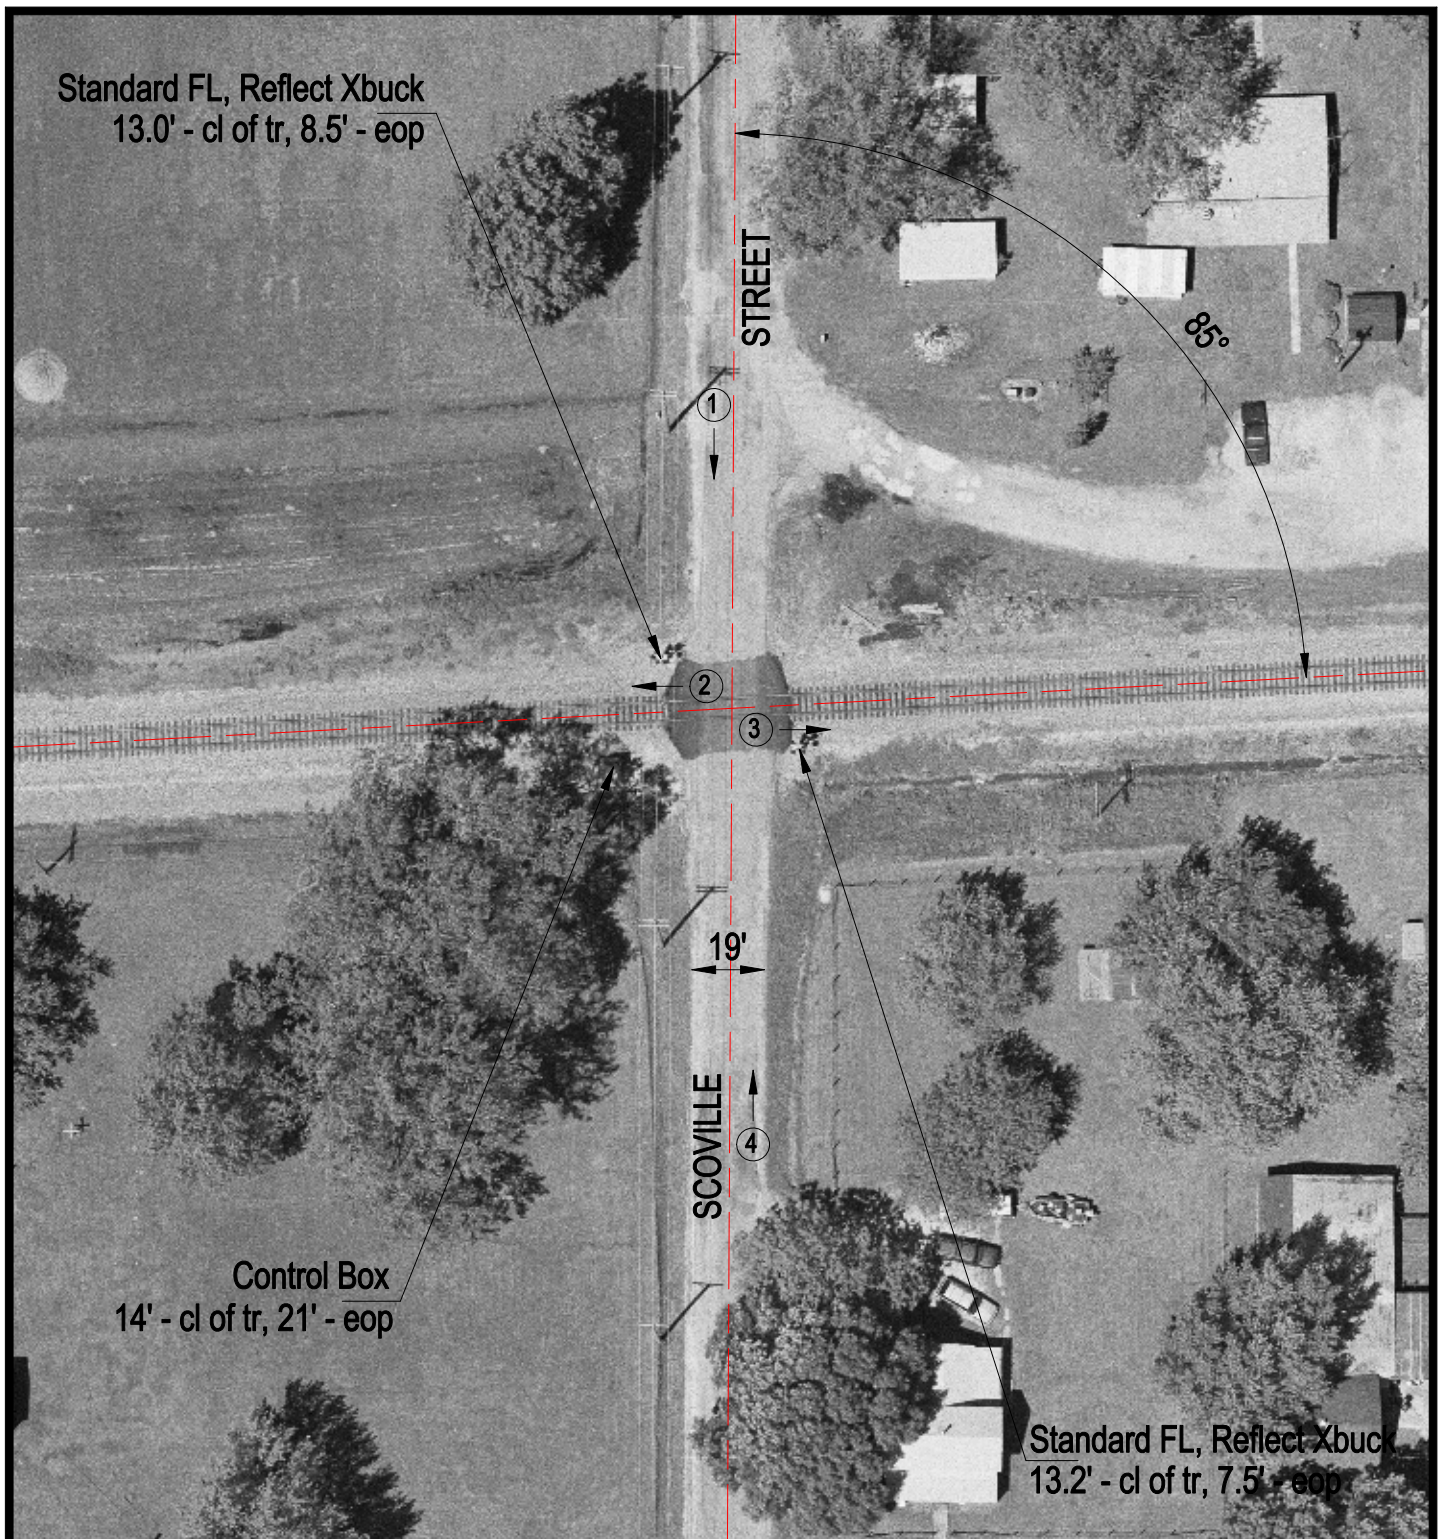 Standard FL, Reflect Xbuck
13.0' - cl of tr, 8.5' - eop
STREET
85°
1
2
3
19'
SCOVILLE
4
Control Box
14' - cl of tr, 21' - eop
Standard FL, Reflect Xbuck
13.2' - cl of tr, 7.5' - eop